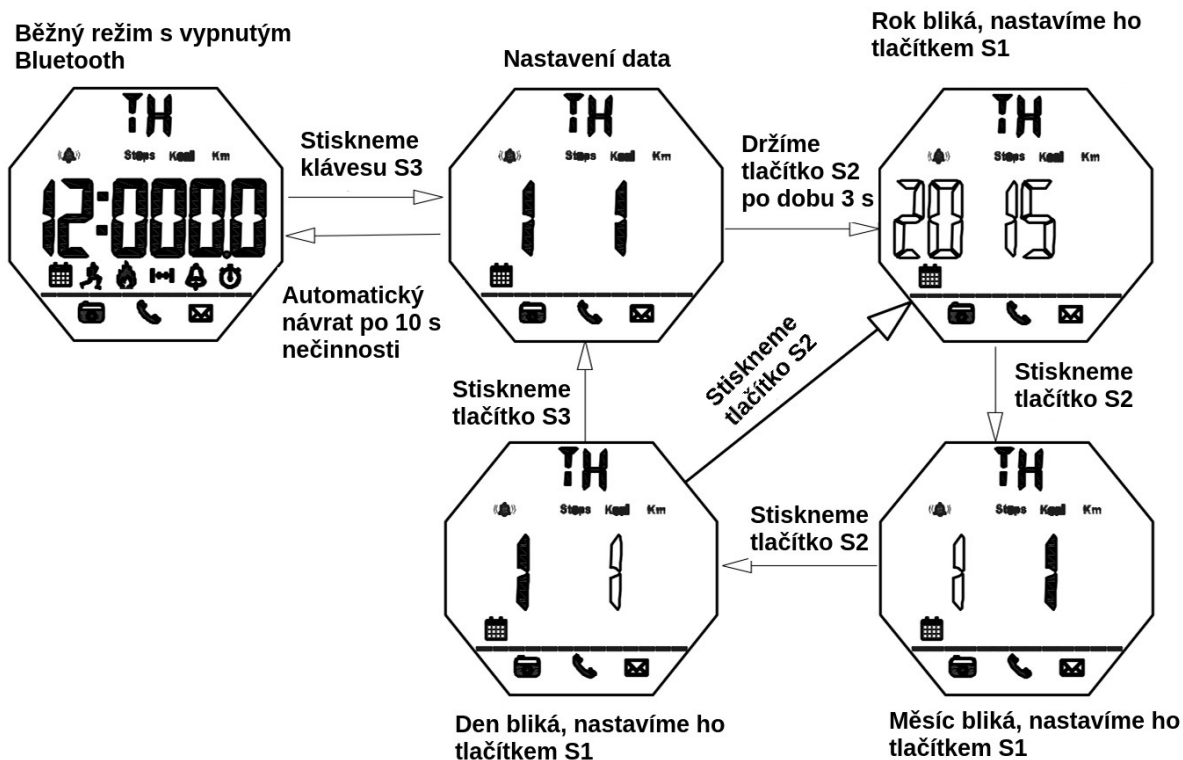 Běžný režim s vypnutým
Bluetooth
TH
Steps Kcal Km
12:0000.0
Stiskneme
klávesu S3
Automatický
návrat po 10 s
nečinnosti
Nastavení data
TH
Steps Kcal Km
1 1
Držíme
tlačítko S2
po dobu 3 s
Rok bliká, nastavíme ho
tlačítkem S1
TH
Steps Kcal Km
2015
Stiskneme
tlačítko S2
TH
Steps Kcal Km
1 1
Měsíc bliká, nastavíme ho
tlačítkem S1
Stiskneme
tlačítko S2
TH
Steps Kcal Km
1 1
Den bliká, nastavíme ho
tlačítkem S1
Stiskneme
tlačítko S3
Stiskneme
tlačítko S2